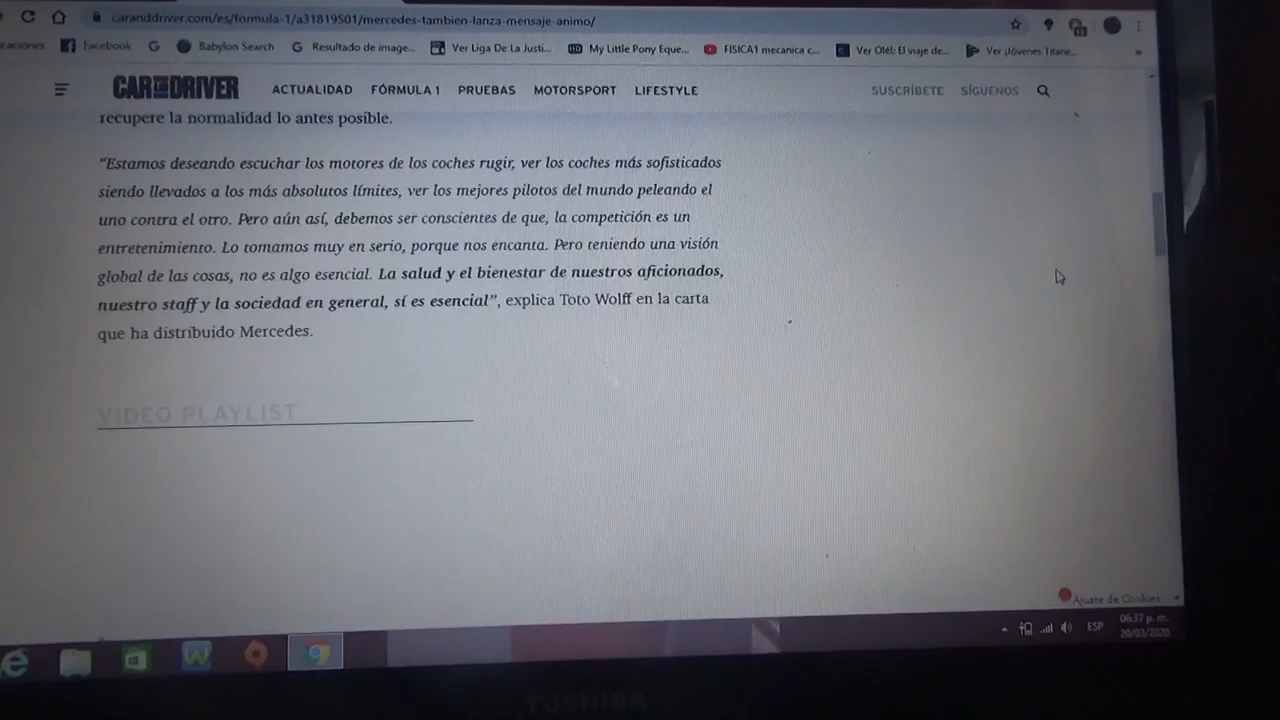 caranddriver.com/es/formula-1/a31819501/mercedes-tambien-lanza-mensaje-animo/
Facebook Babylon Search Resultado de image... Ver Liga De La Justi... My Little Pony Eque... FISICA1 mecanica c... Ver Olé!: El viaje de... Ver ¡Jóvenes Titane... »
CAR AND DRIVER ACTUALIDAD FÓRMULA 1 PRUEBAS MOTORSPORT LIFESTYLE SUSCRÍBETE SÍGUENOS
recupere la normalidad lo antes posible.
“Estamos deseando escuchar los motores de los coches rugir, ver los coches más sofisticados
siendo llevados a los más absolutos límites, ver los mejores pilotos del mundo peleando el
uno contra el otro. Pero aún así, debemos ser conscientes de que, la competición es un
entretenimiento. Lo tomamos muy en serio, porque nos encanta. Pero teniendo una visión
global de las cosas, no es algo esencial. La salud y el bienestar de nuestros aficionados,
nuestro staff y la sociedad en general, sí es esencial”, explica Toto Wolff en la carta
que ha distribuido Mercedes.
VIDEO PLAYLIST
Ajuste de Cookies
ESP
06:37 p. m.
20/03/2020
TOSHIBA